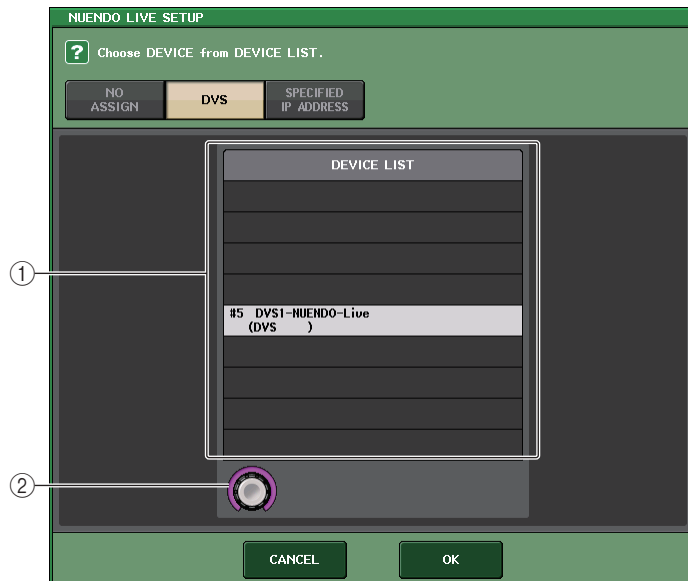 NUENDO LIVE SETUP
? Choose DEVICE from DEVICE LIST.
NO ASSIGN
DVS
SPECIFIED IP ADDRESS
DEVICE LIST
①
#5 DVS1-NUENDO-Live
(DVS )
②
CANCEL
OK